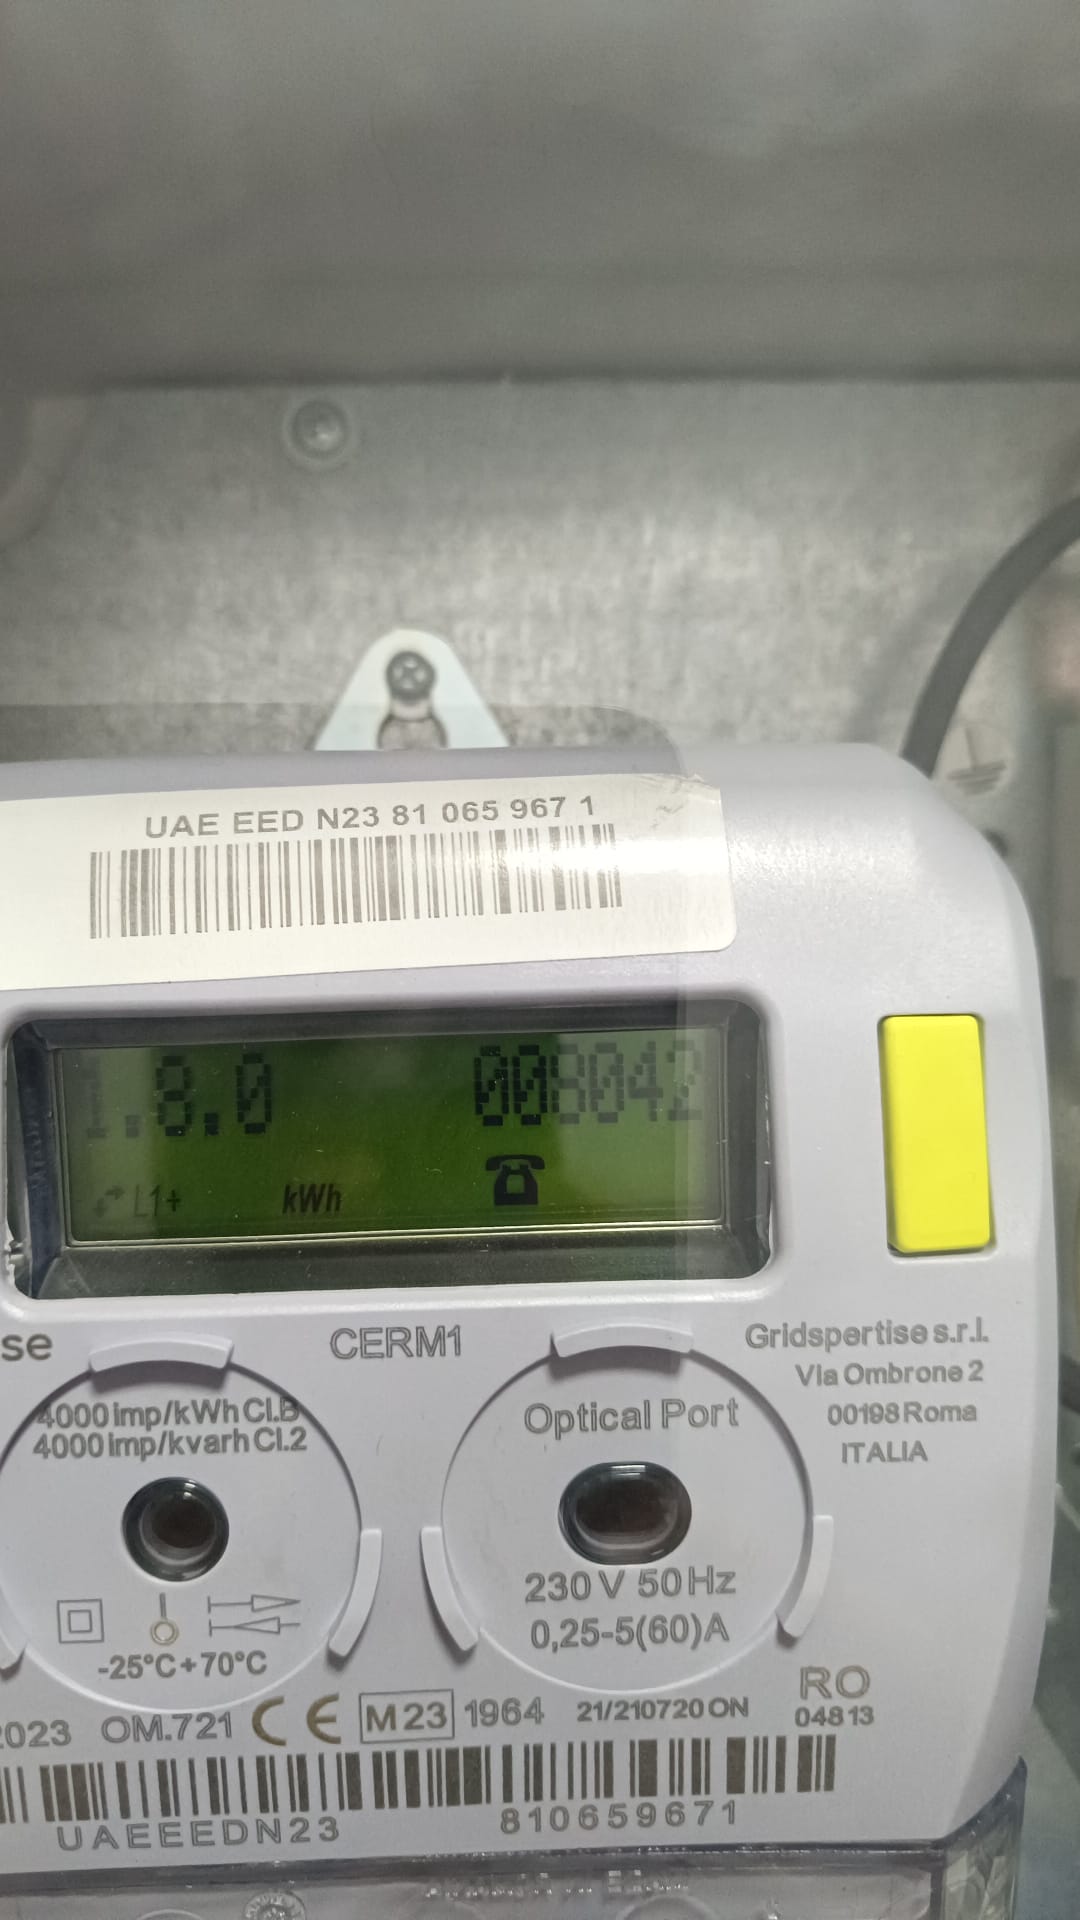 UAE EED N23 81 065 967 1
1.8.0 008042
L1+ kWh
se
CERM1
Gridspertise s.r.l.
Via Ombrone 2
00198 Roma
ITALIA
4000 imp/kWh Cl.B
4000 imp/kvarh Cl.2
-25°C+70°C
Optical Port
230 V 50 Hz
0,25-5(60)A
RO
04813
2023 OM.721 CE M 23 1964 21/210720 ON
UAEEEDN23 810659671